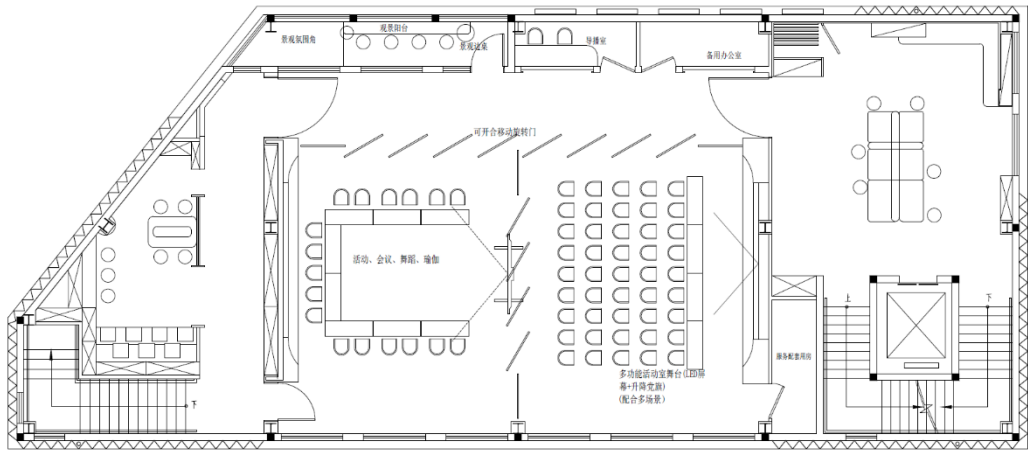 观景阳台
景观氛围角
景观边桌
导播室
备用办公室
可开合移动旋转门
活动、会议、舞蹈、瑜伽
上
下
服务配套用房
多功能活动室舞台(LED屏
幕+升降党旗)
(配合多场景)
下